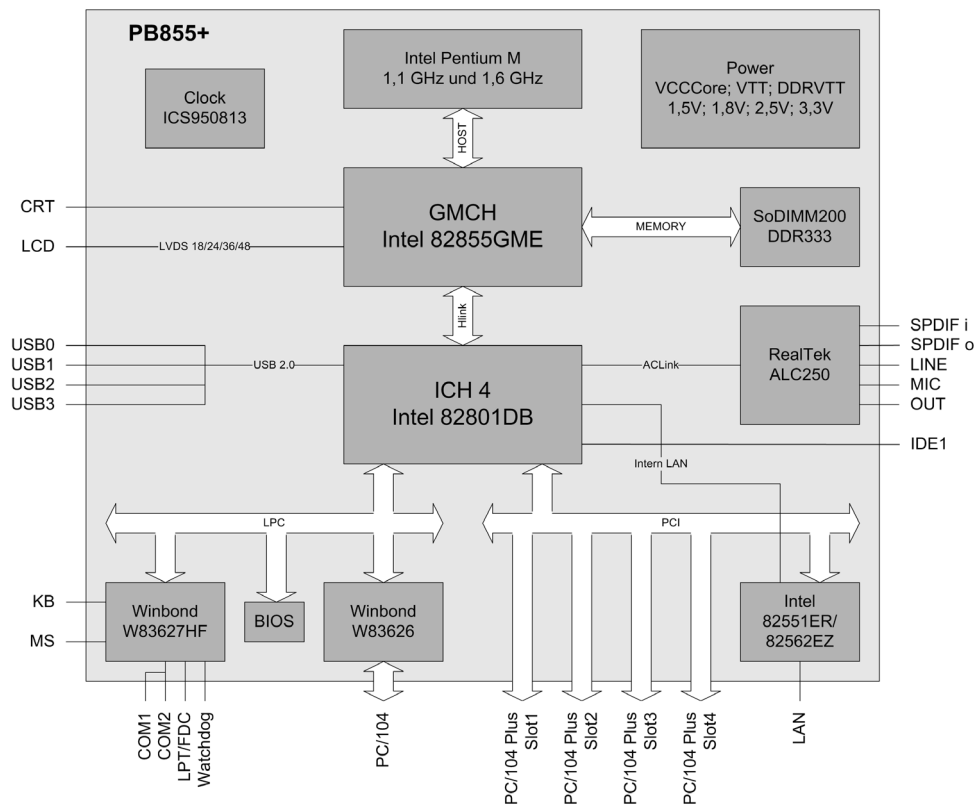 PB855+
Intel Pentium M
1,1 GHz und 1,6 GHz
Power
VCCCore; VTT; DDRVTT
1,5V; 1,8V; 2,5V; 3,3V
Clock
ICS950813
HOST
CRT
GMCH
Intel 82855GME
MEMORY
SoDIMM200
DDR333
LCD
LVDS 18/24/36/48
Hlink
USB0
USB1
USB2
USB3
USB 2.0
ICH 4
Intel 82801DB
ACLink
RealTek
ALC250
SPDIF i
SPDIF o
LINE
MIC
OUT
IDE1
Intern LAN
LPC
PCI
KB
MS
Winbond
W83627HF
BIOS
Winbond
W83626
Intel
82551ER/
82562EZ
COM1
COM2
LPT/FDC
Watchdog
PC/104
PC/104 Plus
Slot1
PC/104 Plus
Slot2
PC/104 Plus
Slot3
PC/104 Plus
Slot4
LAN